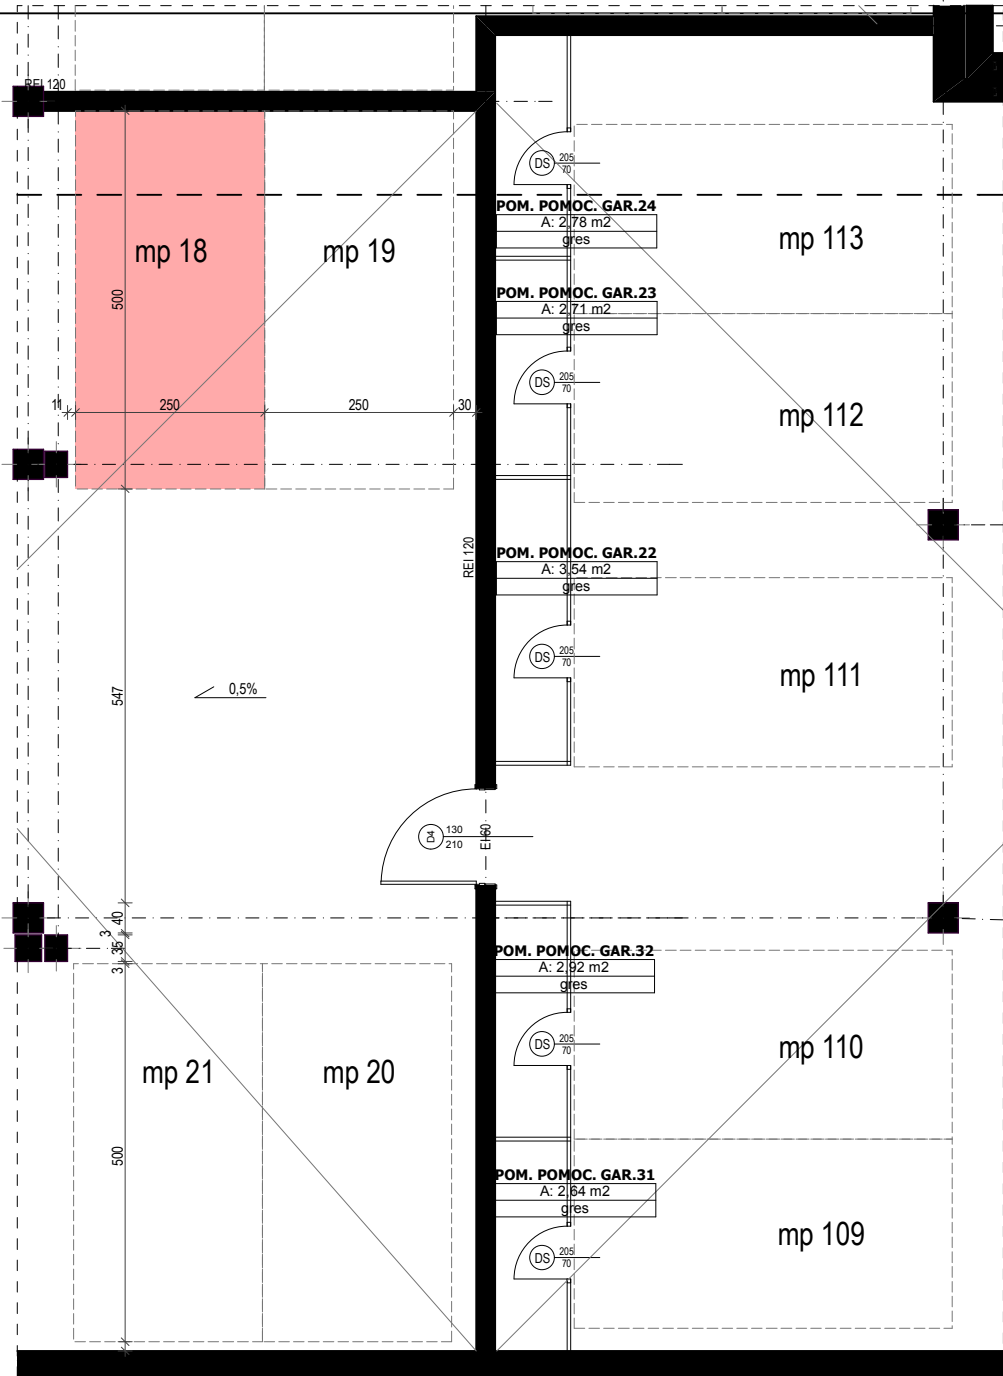 REI 120
DS 205
70
POM. POMOC. GAR.24
A: 2,78 m2
gres
mp 18
mp 19
mp 113
500
POM. POMOC. GAR.23
A: 2,71 m2
gres
DS 205
70
11
250
250
30
mp 112
REI 120
POM. POMOC. GAR.22
A: 3,54 m2
gres
DS 205
70
mp 111
547
0,5%
D4 130
210
EI60
40
3
35
3
POM. POMOC. GAR.32
A: 2,92 m2
gres
DS 205
70
mp 110
mp 21
mp 20
500
POM. POMOC. GAR.31
A: 2,64 m2
gres
mp 109
DS 205
70